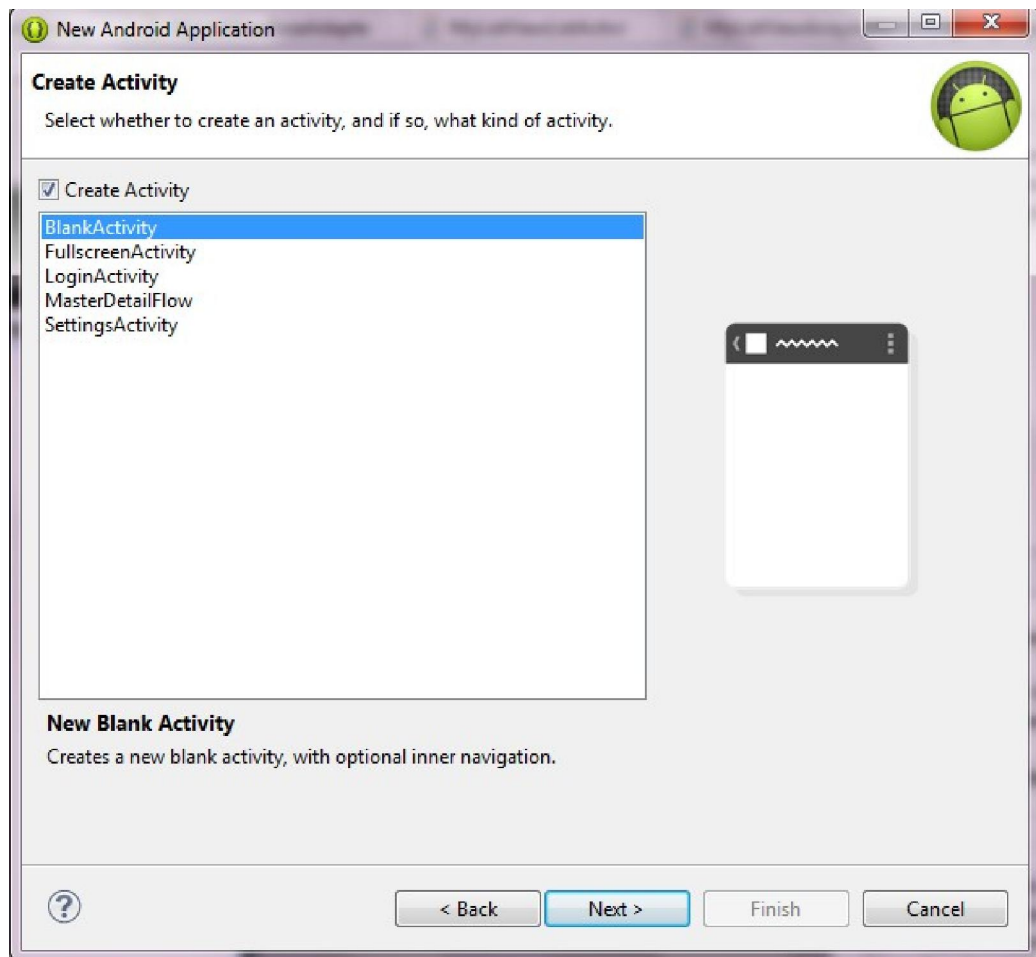 New Android Application
Create Activity
Select whether to create an activity, and if so, what kind of activity.
Create Activity
BlankActivity
FullscreenActivity
LoginActivity
MasterDetailFlow
SettingsActivity
New Blank Activity
Creates a new blank activity, with optional inner navigation.
? < Back Next > Finish Cancel